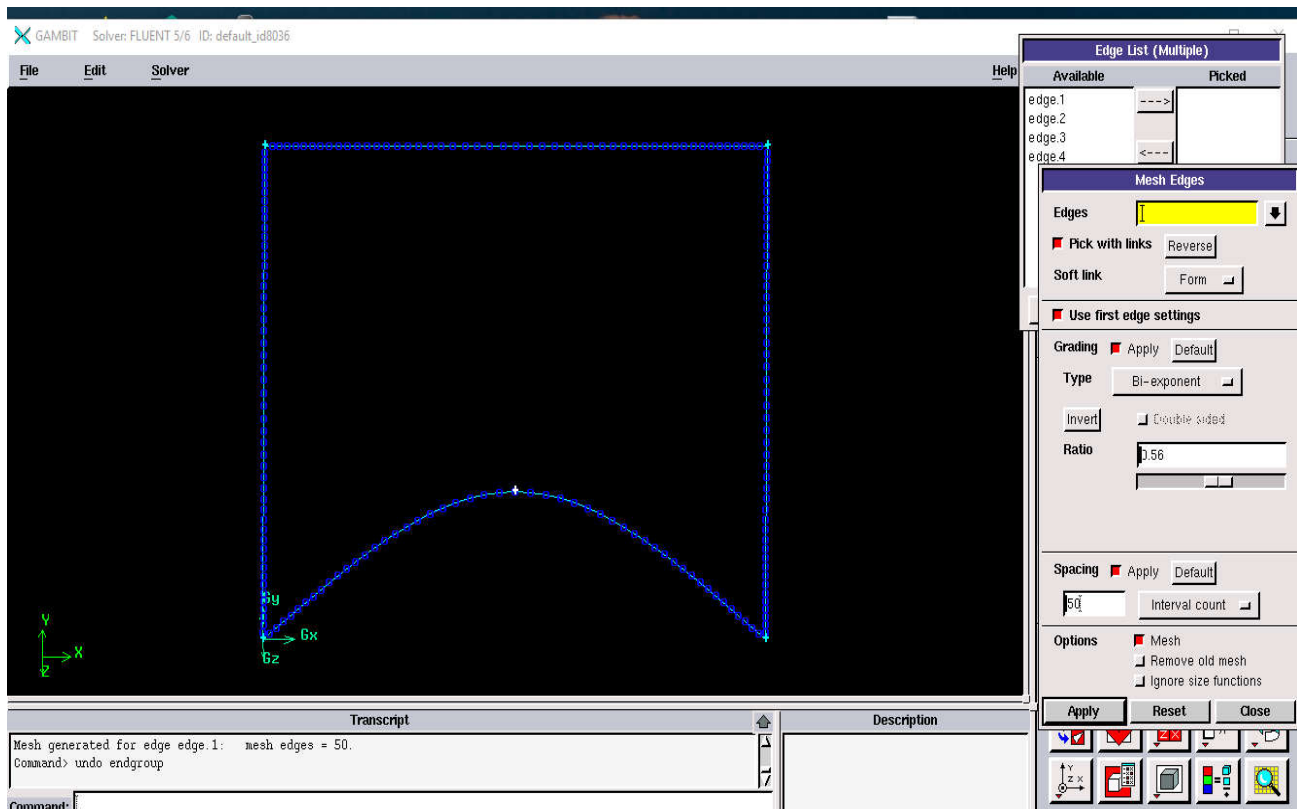 GAMBIT Solver: FLUENT 5/6 ID: default_id8036
File Edit Solver Help
Edge List (Multiple)
Available Picked
edge.1
--->
edge.2
edge.3
edge.4
<---
Mesh Edges
Edges
Pick with links Reverse
Soft link Form
Use first edge settings
Grading Apply Default
Type Bi-exponent
Invert Double sided
Ratio 0.56
Spacing Apply Default
50 Interval count
Options Mesh
Remove old mesh
Ignore size functions
Apply Reset Close
Gy
Gx
Gz
Y
X
Z
Transcript Description
Mesh generated for edge edge.1: mesh edges = 50.
Command> undo endgroup
Command: